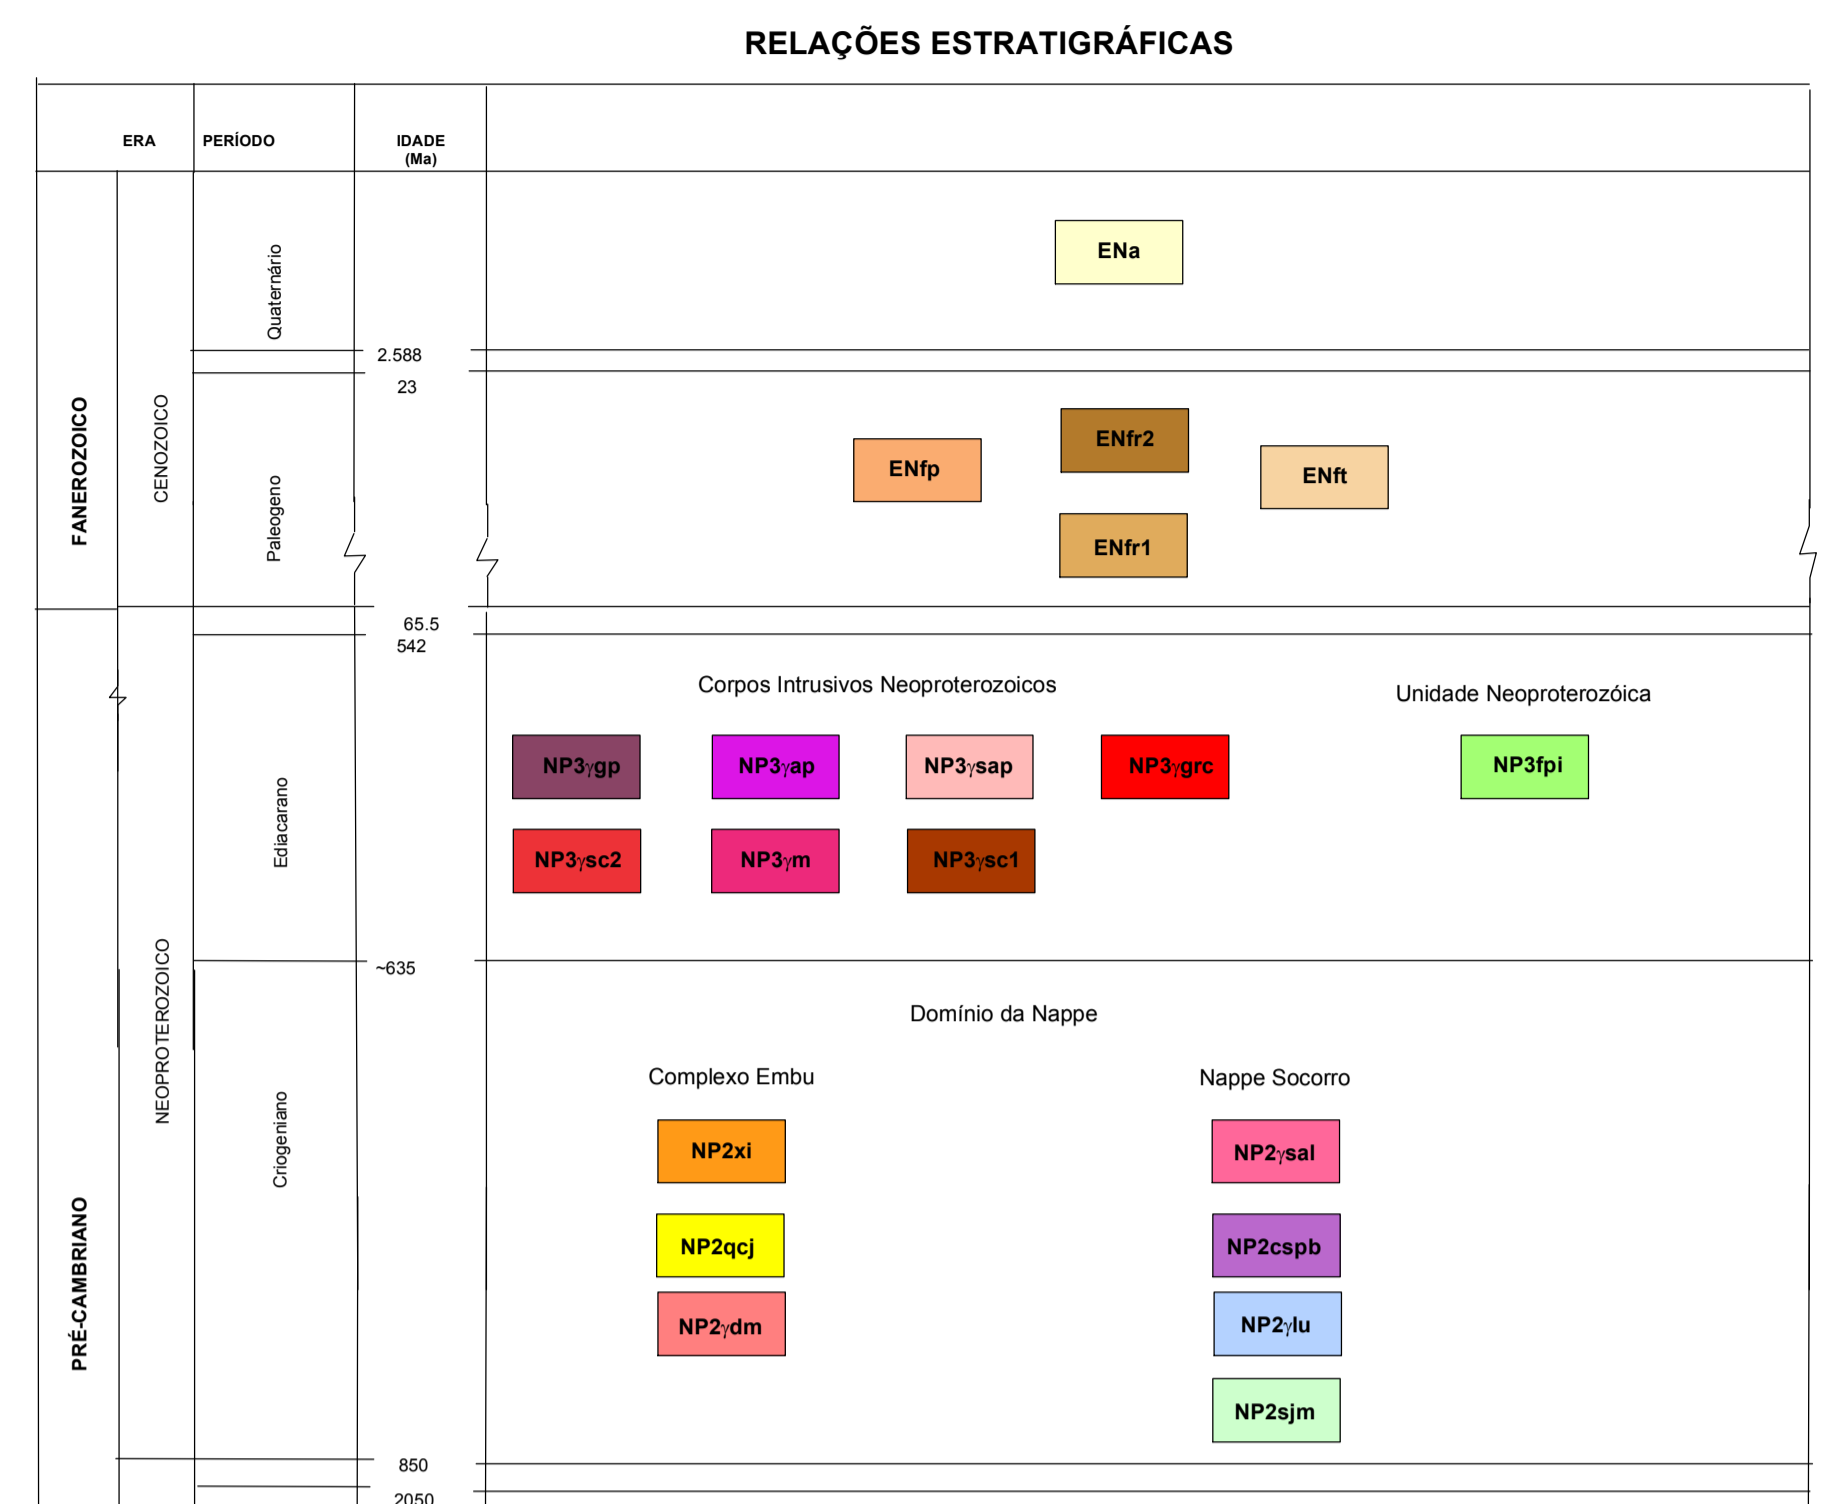 RELAÇÕES ESTRATIGRÁFICAS
ERA
PERÍODO
IDADE
(Ma)
FANEROZOICO
CENOZOICO
Quaternário
ENa
2.588
23
Paleogeno
ENfp
ENfr2
ENft
ENfr1
65.5
542
PRÉ-CAMBRIANO
NEOPROTEROZOICO
Ediacarano
Corpos Intrusivos Neoproterozoicos
Unidade Neoproterozóica
NP3γgp
NP3γap
NP3γsap
NP3γgrc
NP3fpi
NP3γsc2
NP3γm
NP3γsc1
~635
Criogeniano
Domínio da Nappe
Complexo Embu
Nappe Socorro
NP2xi
NP2γsal
NP2qcj
NP2cspb
NP2γdm
NP2γlu
NP2sjm
850
2050